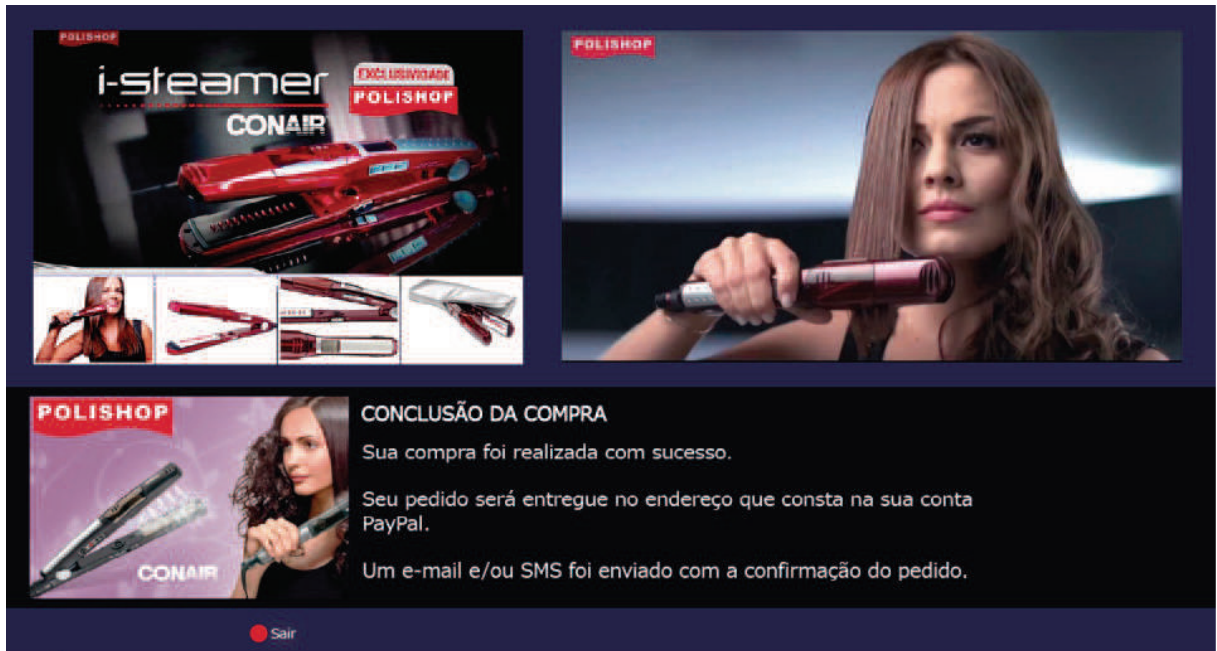 POLISHOP
i-steamer
EXCLUSIVIDADE
POLISHOP
CONAIR
POLISHOP
POLISHOP
CONAIR
CONCLUSÃO DA COMPRA
Sua compra foi realizada com sucesso.
Seu pedido será entregue no endereço que consta na sua conta
PayPal.
Um e-mail e/ou SMS foi enviado com a confirmação do pedido.
Sair